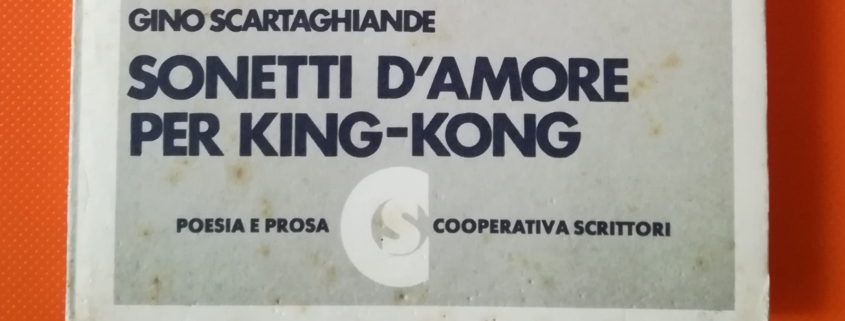 GINO SCARTAGHIANDE
SONETTI D'AMORE
PER KING-KONG
POESIA E PROSA CS COOPERATIVA SCRITTORI